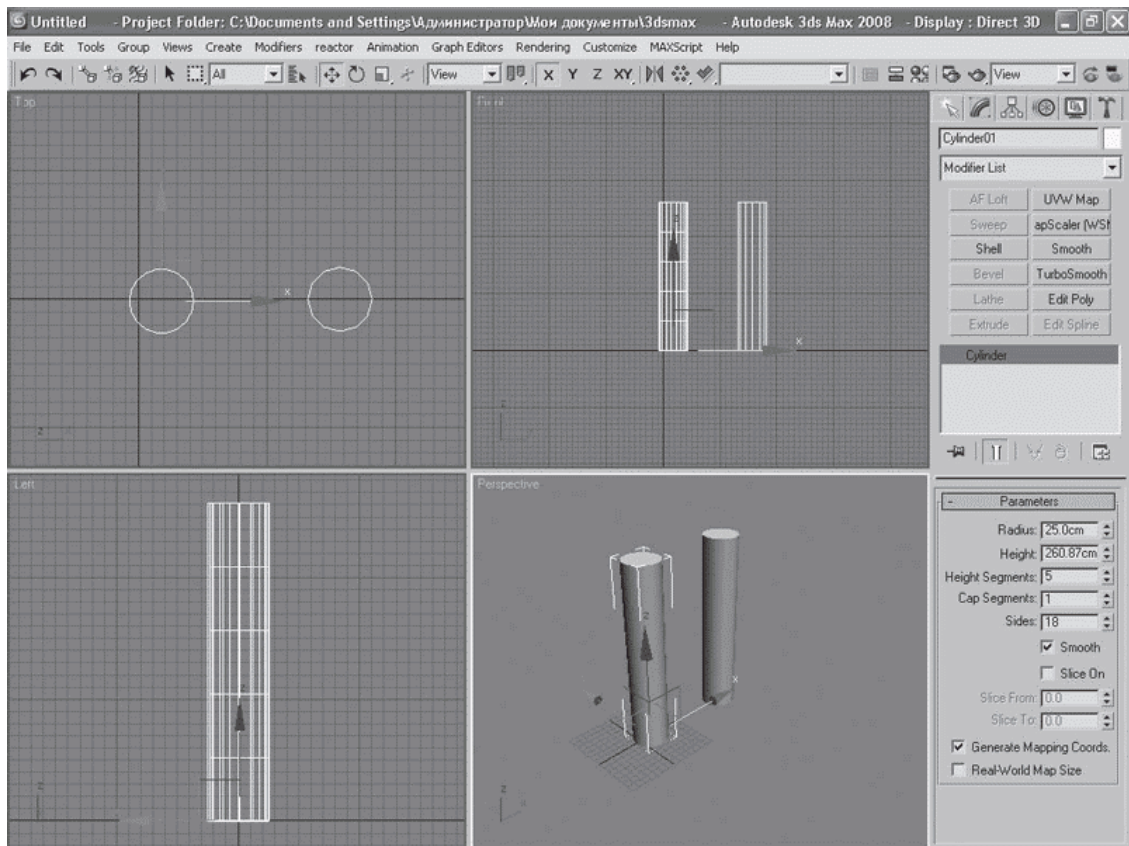 Untitled - Project Folder: C:\Documents and Settings\Администратор\Мои документы\3dsmax - Autodesk 3ds Max 2008 - Display : Direct 3D
File Edit Tools Group Views Create Modifiers reactor Animation Graph Editors Rendering Customize MAXScript Help
All View X Y Z XY View
Top
Front
Cylinder01
Modifier List
AF Loft UVW Map
Sweep apScaler (WSM
Shell Smooth
Bevel TurboSmooth
Lathe Edit Poly
Extrude Edit Spline
Cylinder
x
z
x
z
z
Left
Perspective
- Parameters
Radius: 25.0cm
Height: 260.87cm
Height Segments: 5
Cap Segments: 1
Sides: 18
Smooth
Slice On
Slice From: 0.0
Slice To: 0.0
Generate Mapping Coords.
Real-World Map Size
z
z
z
x
z